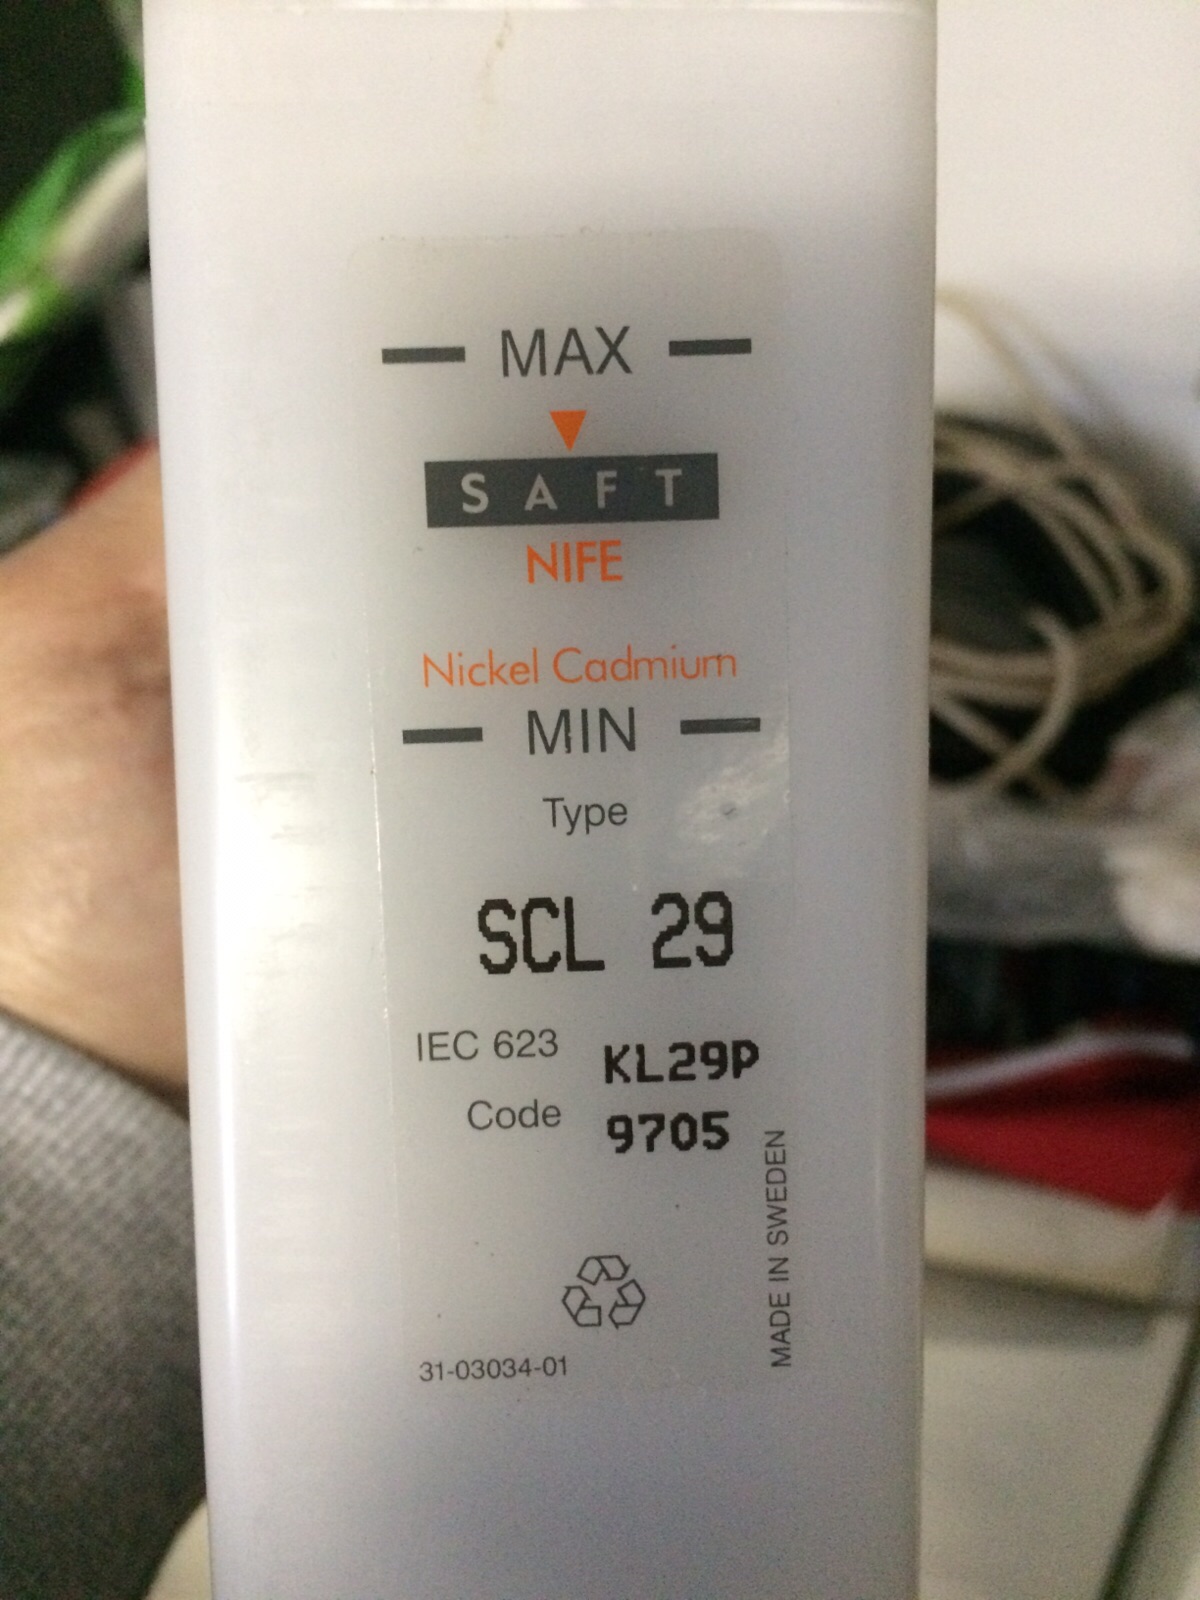 MAX
SAFT
NIFE
Nickel Cadmium
MIN
Type
SCL 29
IEC 623 KL29P
Code 9705
MADE IN SWEDEN
31-03034-01